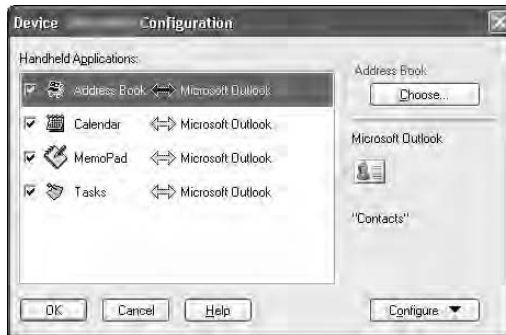 Device Configuration
Handheld Applications:
Address Book Microsoft Outlook
Calendar Microsoft Outlook
MemoPad Microsoft Outlook
Tasks Microsoft Outlook
Address Book
Choose...
Microsoft Outlook
"Contacts"
OK Cancel Help Configure